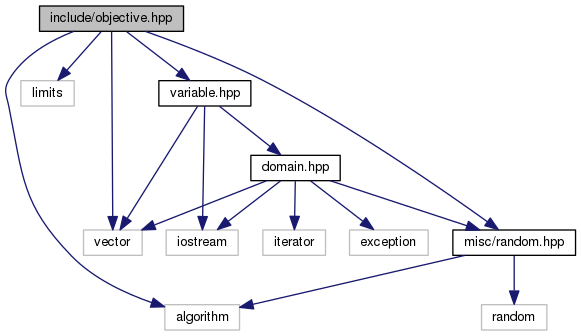 include/objective.hpp
limits
variable.hpp
domain.hpp
vector
iostream
iterator
exception
misc/random.hpp
algorithm
random